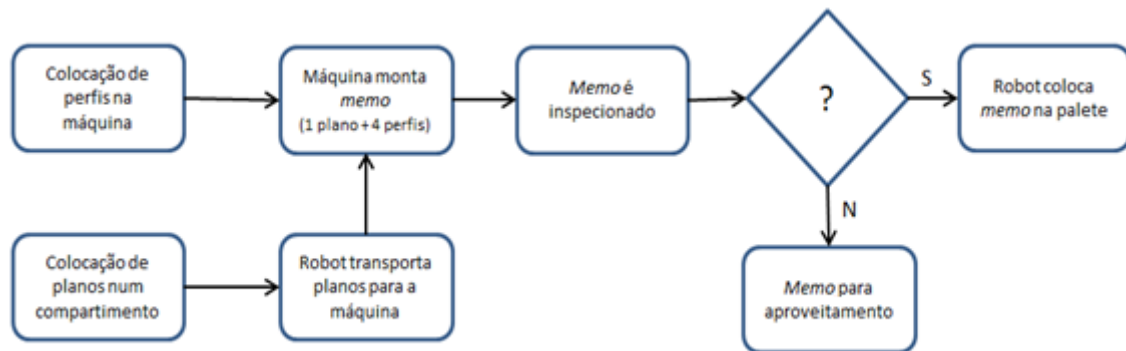 Colocação de
perfis na
máquina
Máquina monta
memo
(1 plano + 4 perfis)
Memo é
inspecionado
?
S
Robot coloca
memo na palete
N
Colocação de
planos num
compartimento
Robot transporta
planos para a
máquina
Memo para
aproveitamento